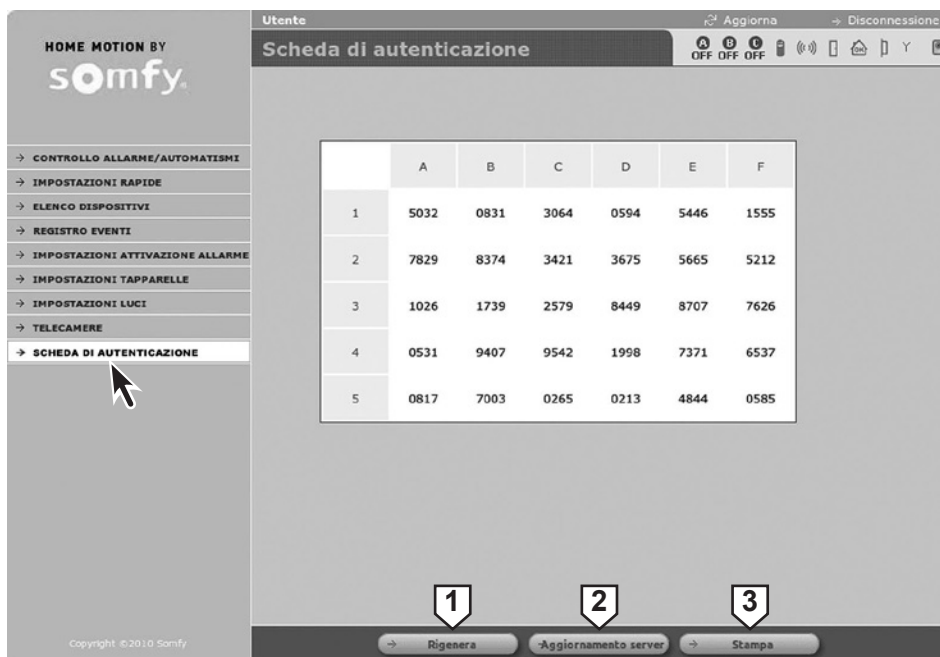 Utente
Aggiorna
Disconnessione
HOME MOTION BY
somfy.
Scheda di autenticazione
A B C
OFF OFF OFF
OK
CONTROLLO ALLARME/AUTOMATISMI
IMPOSTAZIONI RAPIDE
ELENCO DISPOSITIVI
REGISTRO EVENTI
IMPOSTAZIONI ATTIVAZIONE ALLARME
IMPOSTAZIONI TAPPARELLE
IMPOSTAZIONI LUCI
TELECAMERE
SCHEDA DI AUTENTICAZIONE
A B C D E F
1 5032 0831 3064 0594 5446 1555
2 7829 8374 3421 3675 5665 5212
3 1026 1739 2579 8449 8707 7626
4 0531 9407 9542 1998 7371 6537
5 0817 7003 0265 0213 4844 0585
1 2 3
Rigenera
Aggiornamento server
Stampa
Copyright ©2010 Somfy